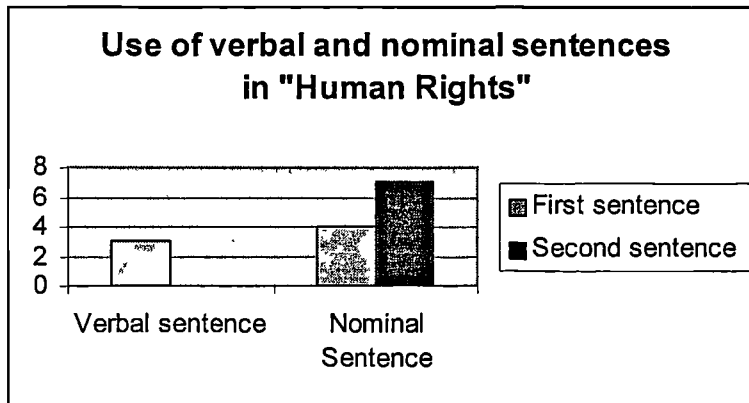 Use of verbal and nominal sentences
in "Human Rights"
8
6
4
2
0
Verbal sentence
Nominal
Sentence
First sentence
Second sentence